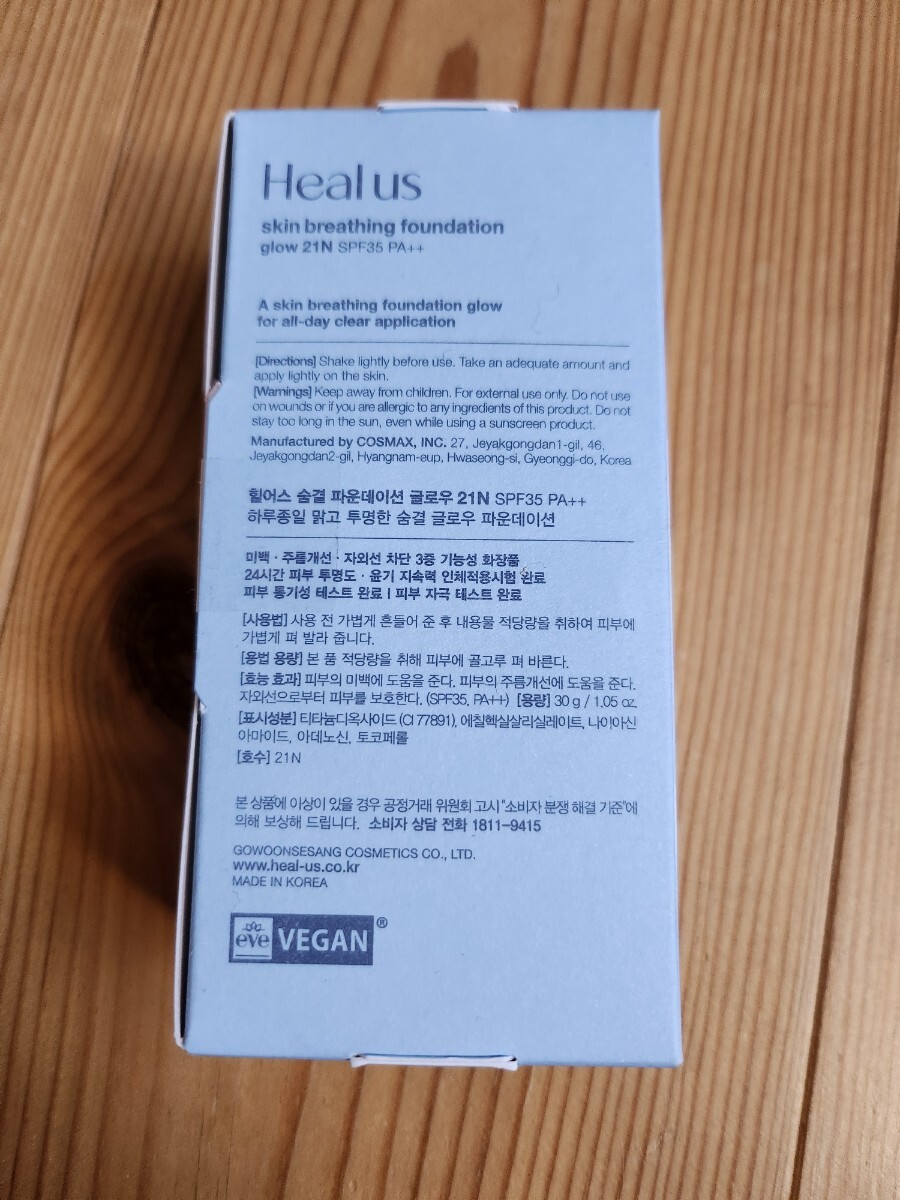 Heal us
skin breathing foundation
glow 21N SPF35 PA++
A skin breathing foundation glow
for all-day clear application
[Directions] Shake lightly before use. Take an adequate amount and
apply lightly on the skin.
[Warnings] Keep away from children. For external use only. Do not use
on wounds or if you are allergic to any ingredients of this product. Do not
stay too long in the sun, even while using a sunscreen product.
Manufactured by COSMAX, INC. 27, Jeyakgongdan1-gil, 46,
Jeyakgongdan2-gil, Hyangnam-eup, Hwaseong-si, Gyeonggi-do, Korea
힐어스 숨결 파운데이션 글로우 21N SPF35 PA++
하루종일 맑고 투명한 숨결 글로우 파운데이션
미백 · 주름개선 · 자외선 차단 3중 기능성 화장품
24시간 피부 투명도 · 윤기 지속력 인체적용시험 완료
피부 통기성 테스트 완료 I 피부 자극 테스트 완료
[사용법] 사용 전 가볍게 흔들어 준 후 내용물 적당량을 취하여 피부에
가볍게 펴 발라 줍니다.
[용법 용량] 본 품 적당량을 취해 피부에 골고루 펴 바른다.
[효능 효과] 피부의 미백에 도움을 준다. 피부의 주름개선에 도움을 준다.
자외선으로부터 피부를 보호한다. (SPF35, PA++) [용량] 30 g / 1.05 oz.
[표시성분] 티타늄디옥사이드 (CI 77891), 에칠헥실살리실레이트, 나이아신
아마이드, 아데노신, 토코페롤
[호수] 21N
본 상품에 이상이 있을 경우 공정거래 위원회 고시 "소비자 분쟁 해결 기준"에
의해 보상해 드립니다. 소비자 상담 전화 1811-9415
GOWOONSESANG COSMETICS CO., LTD.
www.heal-us.co.kr
MADE IN KOREA
eve VEGAN®